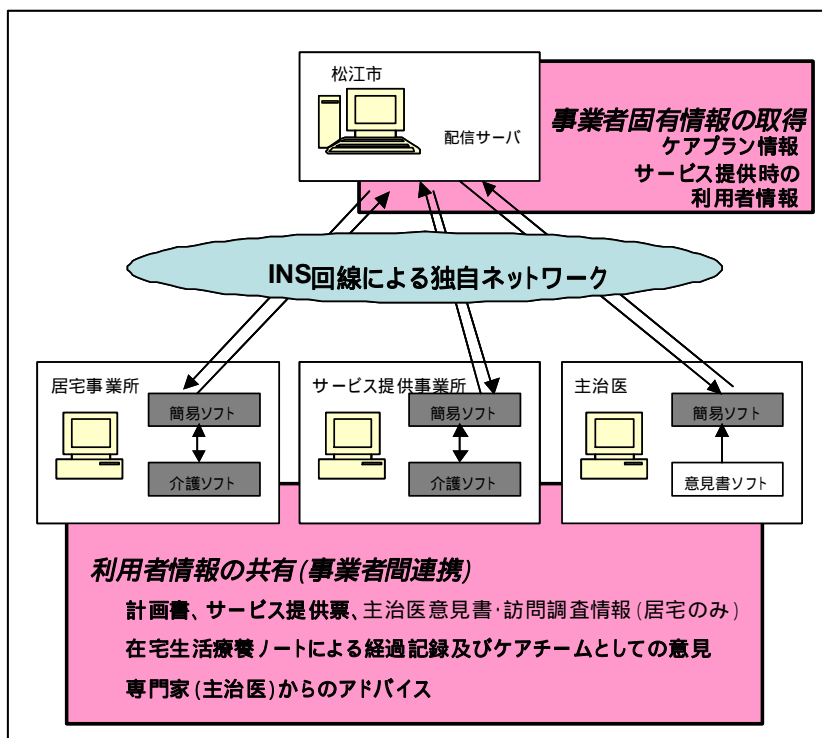 松江市
配信サーバ
事業者固有情報の取得
ケアプラン情報
サービス提供時の
利用者情報
INS回線による独自ネットワーク
居宅事業所
簡易ソフト
介護ソフト
サービス提供事業所
簡易ソフト
介護ソフト
主治医
簡易ソフト
意見書ソフト
利用者情報の共有(事業者間連携)
計画書、サービス提供票、主治医意見書・訪問調査情報(居宅のみ)
在宅生活療養ノートによる経過記録及びケアチームとしての意見
専門家(主治医)からのアドバイス